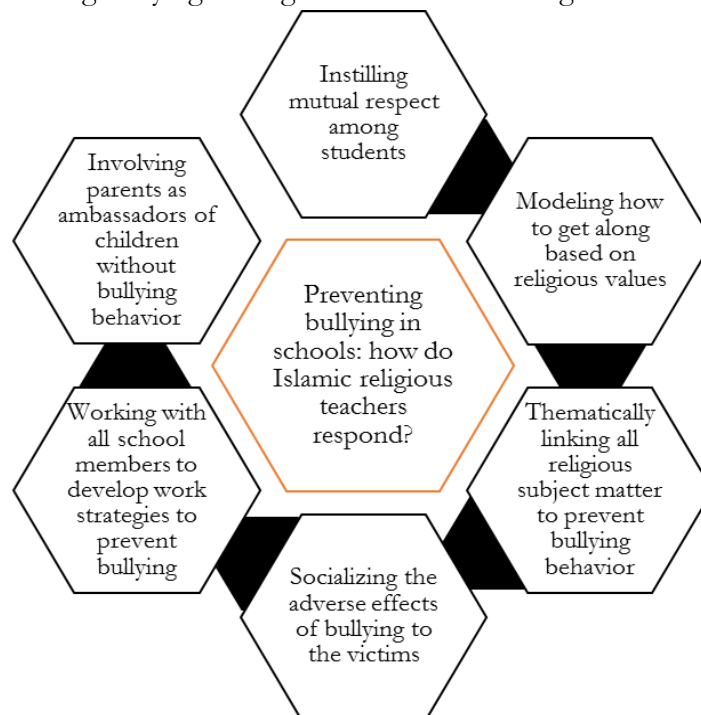 Instilling
mutual respect
among
students
Modeling how
to get along
based on
religious values
Thematically
linking all
religious
subject matter
to prevent
bullying
behavior
Socializing the
adverse effects
of bullying to
the victims
Working with
all school
members to
develop work
strategies to
prevent
bullying
Involving
parents as
ambassadors of
children
without
bullying
behavior
Preventing
bullying in
schools: how do
Islamic religious
teachers
respond?